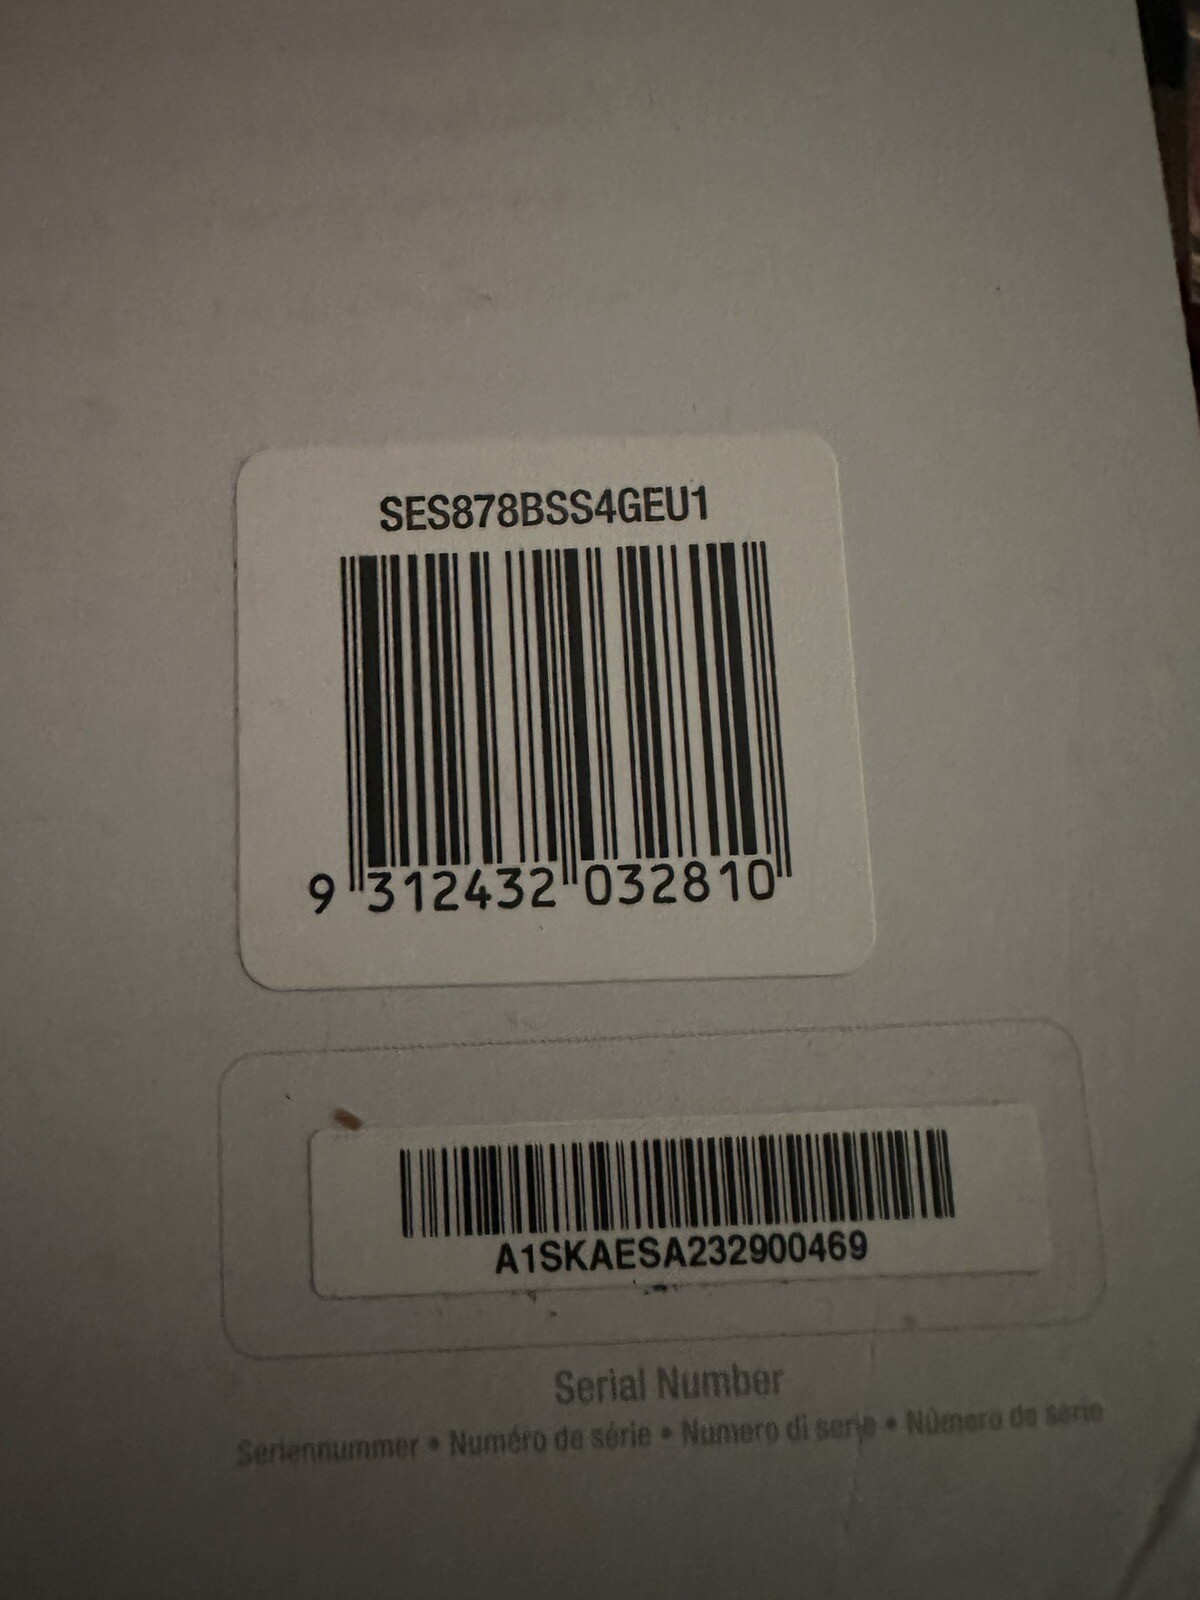 SES878BSS4GEU1
9 312432 032810
A1SKAESA232900469
Serial Number
Seriennummer • Numéro de série • Numero di serie • Número de serie